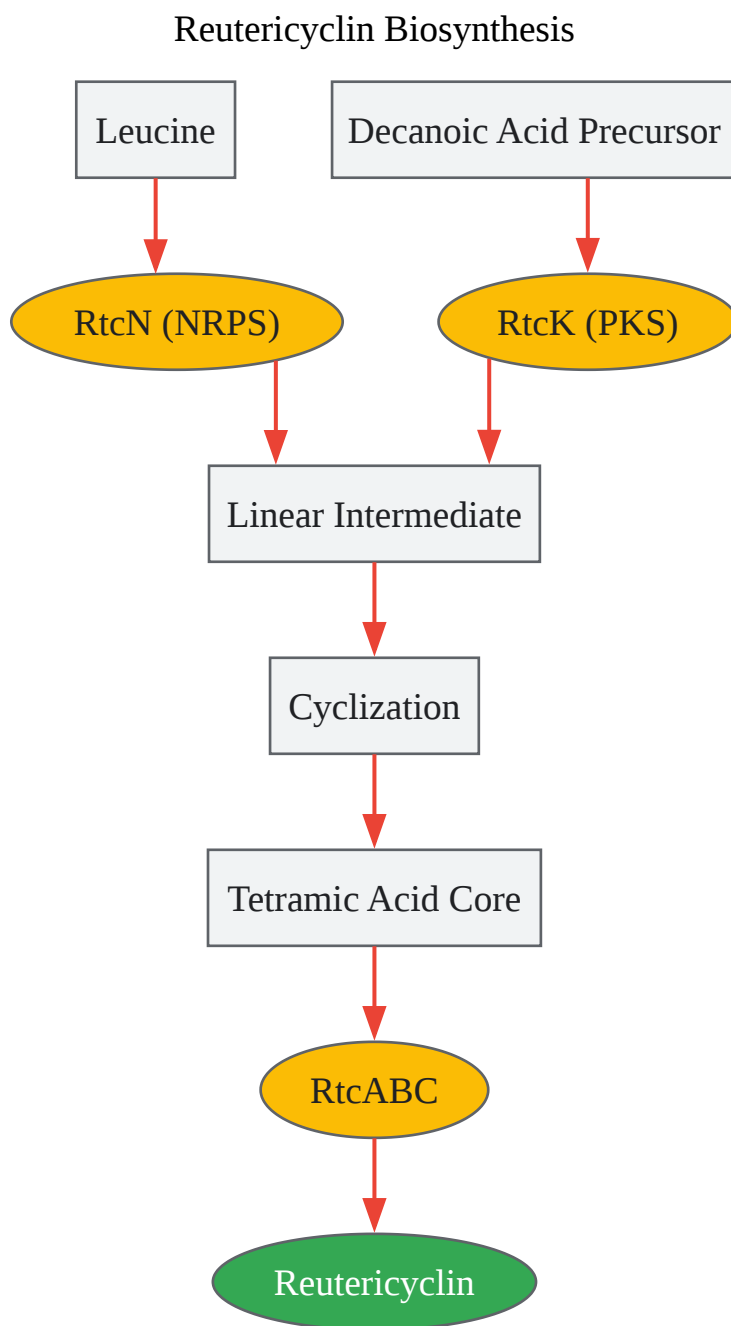 Reutericyclin Biosynthesis
Leucine
Decanoic Acid Precursor
RtcN (NRPS)
RtcK (PKS)
Linear Intermediate
Cyclization
Tetramic Acid Core
RtcABC
Reutericyclin